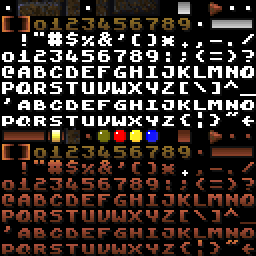 0123456789
!"#$%&'()*+,-./
0123456789:;(=)?
@ABCDEFGHIJKLMNO
PQRSTUVWXYZ[\]^_
'ABCDEFGHIJKLMNO
PQRSTUVWXYZ{¦}~←
0123456789
!"#$%&'()*+,-./
0123456789:;(=)?
@ABCDEFGHIJKLMNO
PQRSTUVWXYZ[\]^_
'ABCDEFGHIJKLMNO
PQRSTUVWXYZ{¦}~←